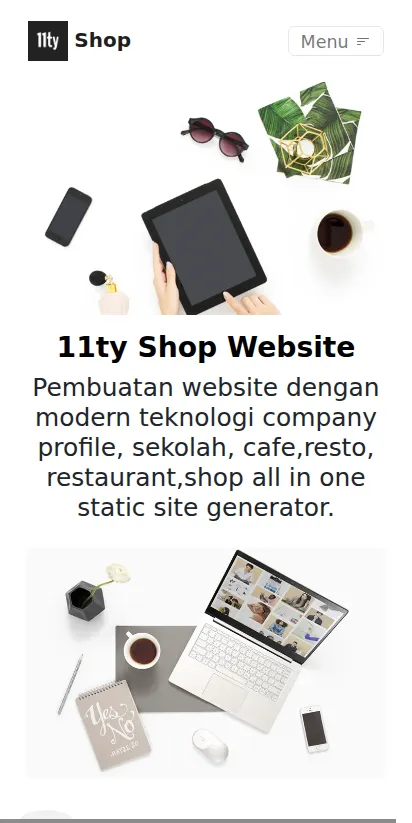 11ty Shop
Menu
11ty Shop Website
Pembuatan website dengan
modern teknologi company
profile, sekolah, cafe,resto,
restaurant,shop all in one
static site generator.
Yes
No